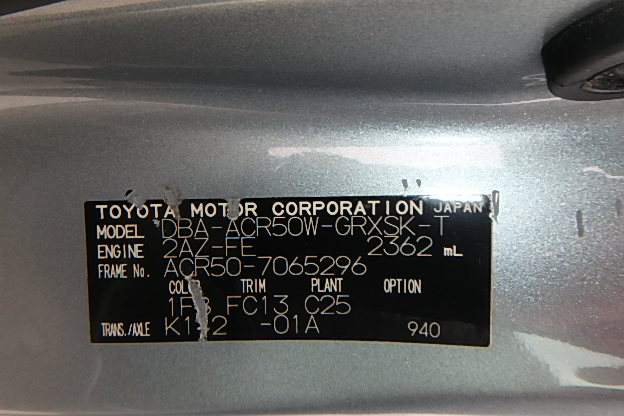 TOYOTA MOTOR CORPORATION JAPAN
MODEL DBA-ACR50W-GRXSK-T
ENGINE 2AZ-FE 2362 mL
FRAME No. ACR50-7065296
TRIM PLANT OPTION
FC13 C25
TRANS./AXLE -01A 940